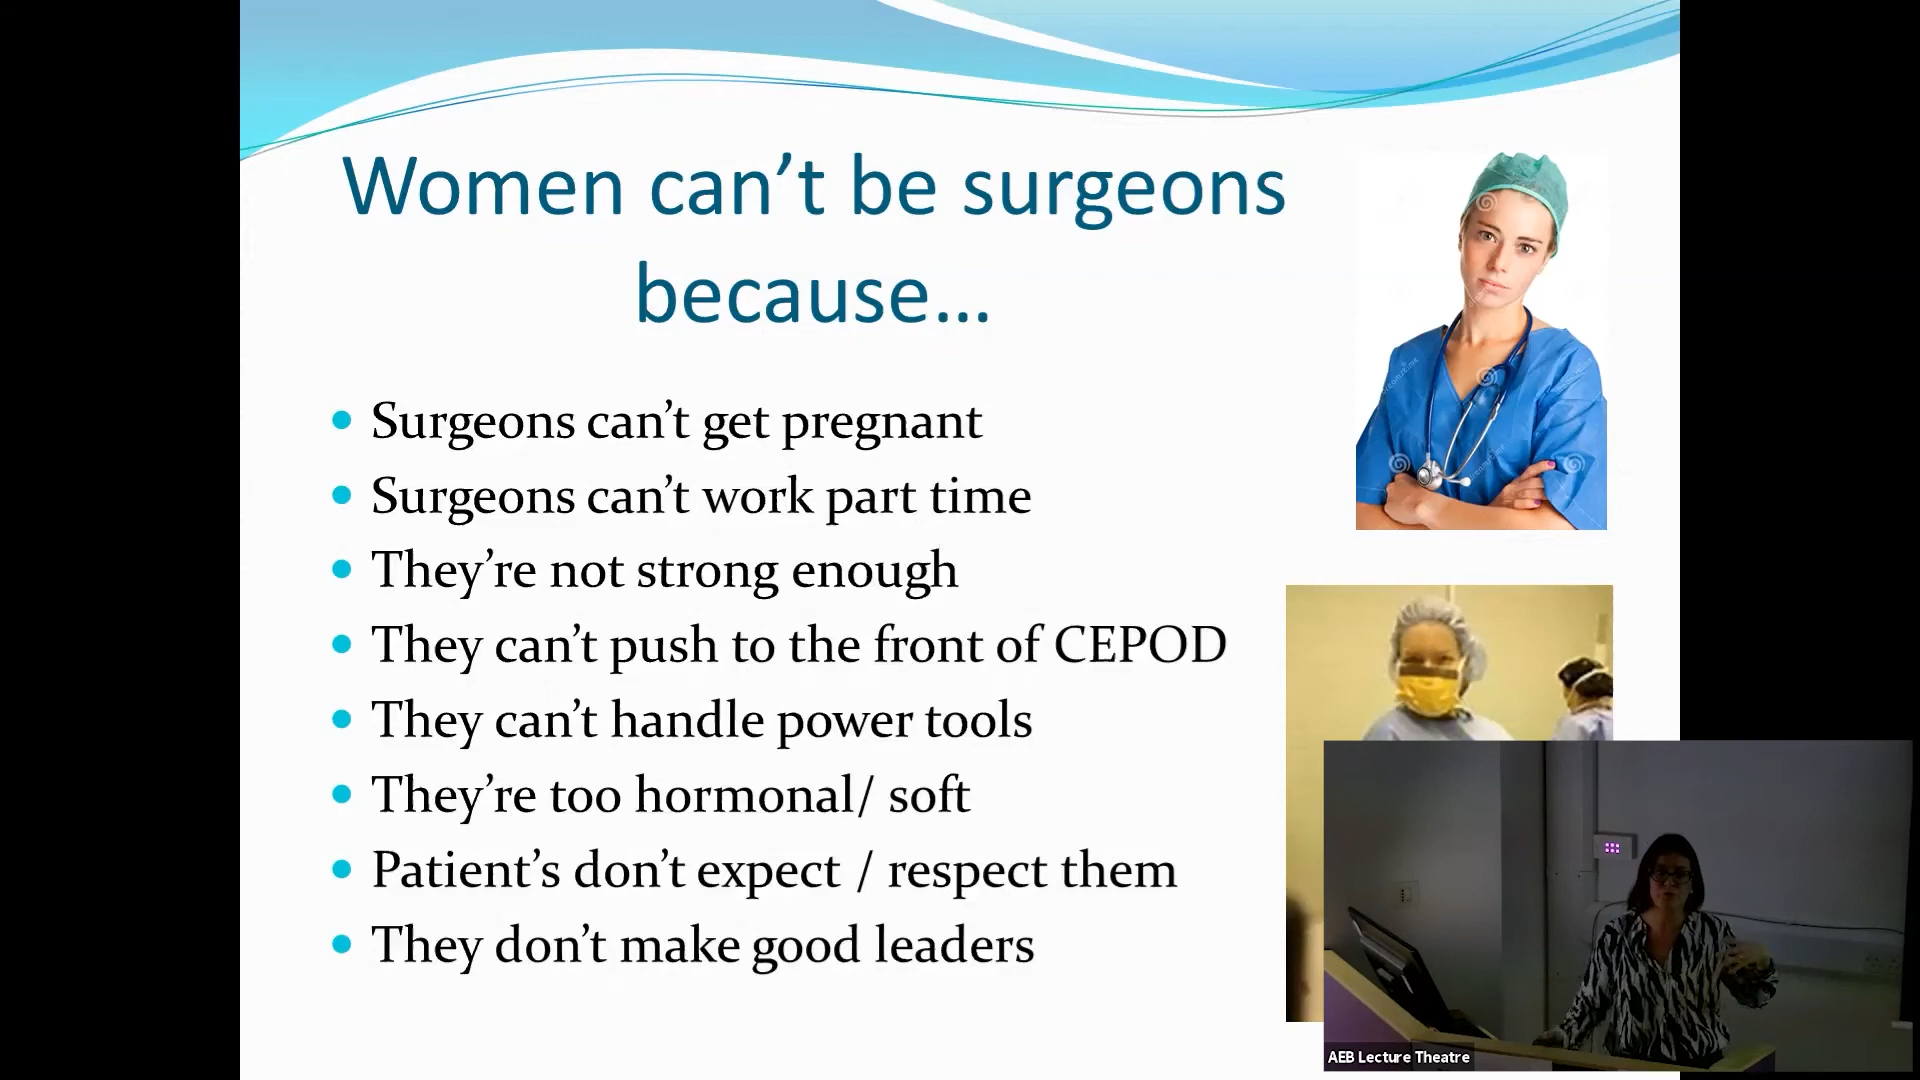 Women can't be surgeons
because...
Surgeons can't get pregnant
Surgeons can't work part time
They're not strong enough
They can't push to the front of CEPOD
They can't handle power tools
They're too hormonal/ soft
Patient's don't expect / respect them
They don't make good leaders
AEB Lecture Theatre